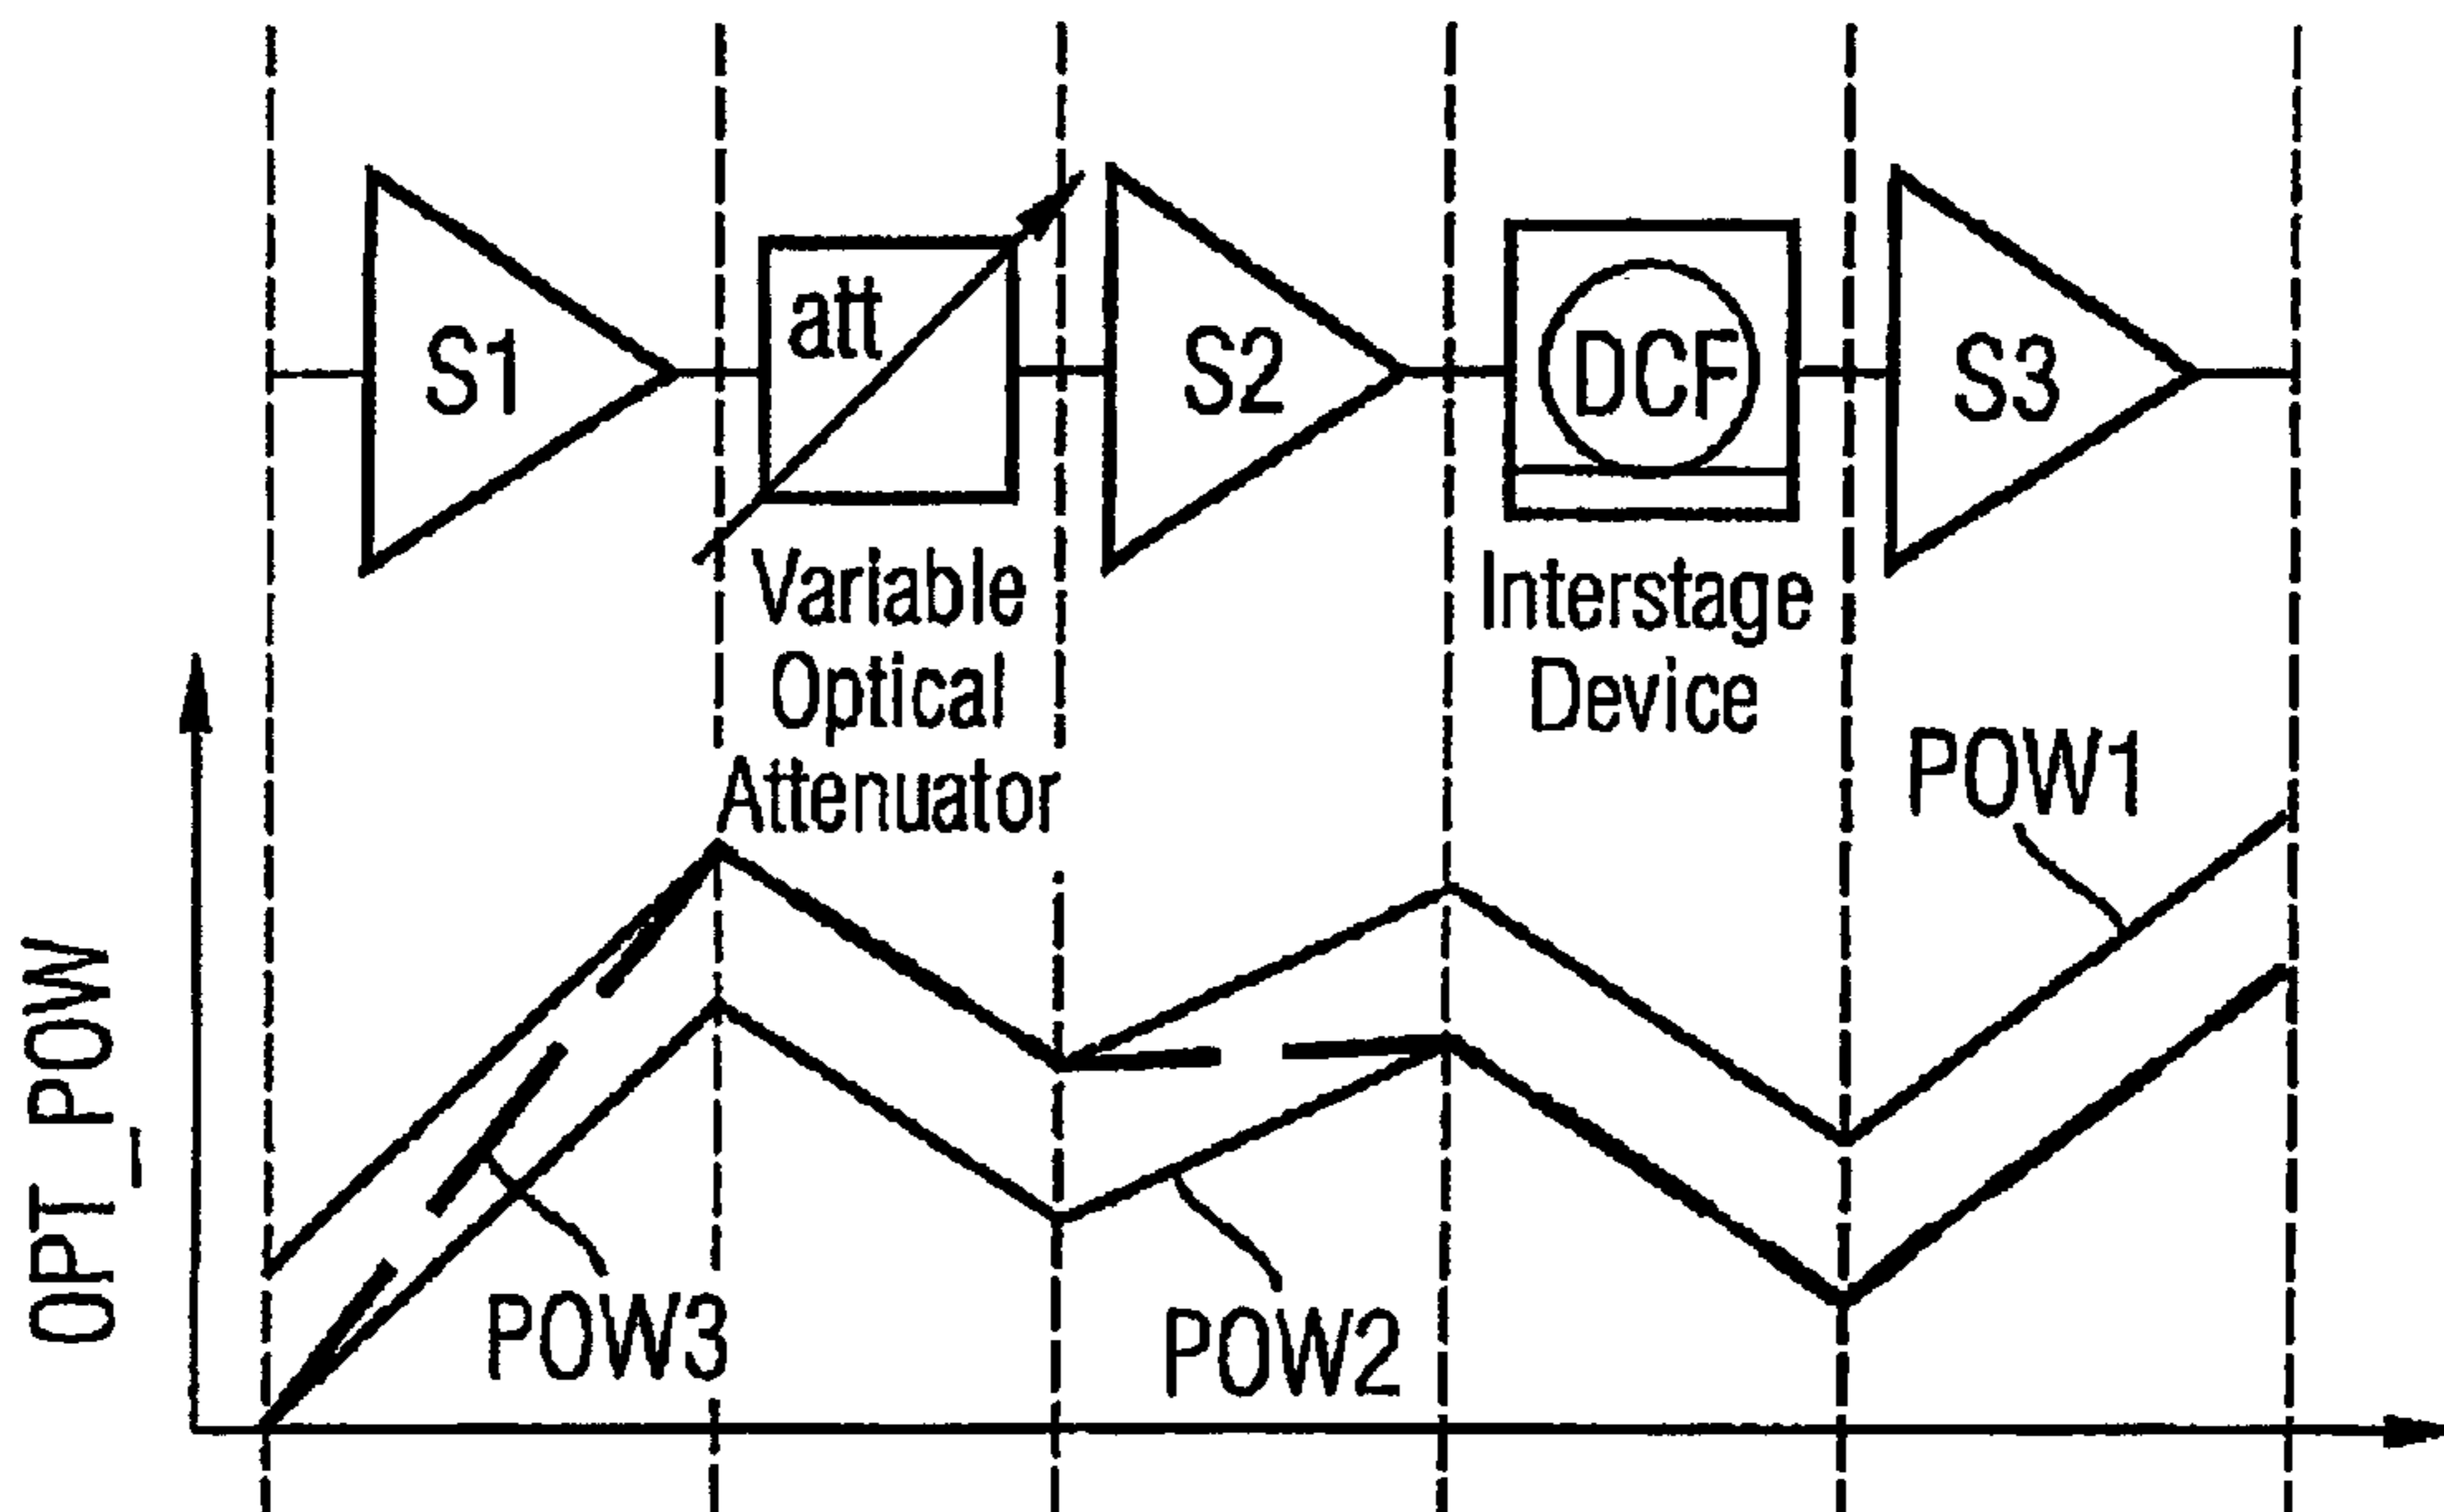 S1
att
S2
DCF
S3
Variable
Optical
Attenuator
Interstage
Device
POW1
OPT_POW
POW3
POW2